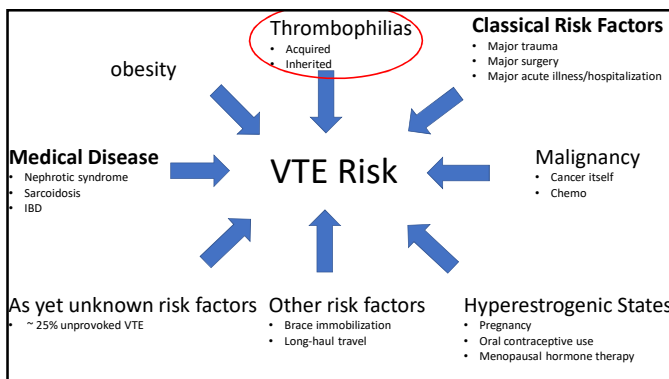 Thrombophilias
• Acquired
• Inherited
Classical Risk Factors
• Major trauma
• Major surgery
• Major acute illness/hospitalization
obesity
Medical Disease
• Nephrotic syndrome
• Sarcoidosis
• IBD
VTE Risk
Malignancy
• Cancer itself
• Chemo
As yet unknown risk factors
• ~ 25% unprovoked VTE
Other risk factors
• Brace immobilization
• Long-haul travel
Hyperestrogenic States
• Pregnancy
• Oral contraceptive use
• Menopausal hormone therapy